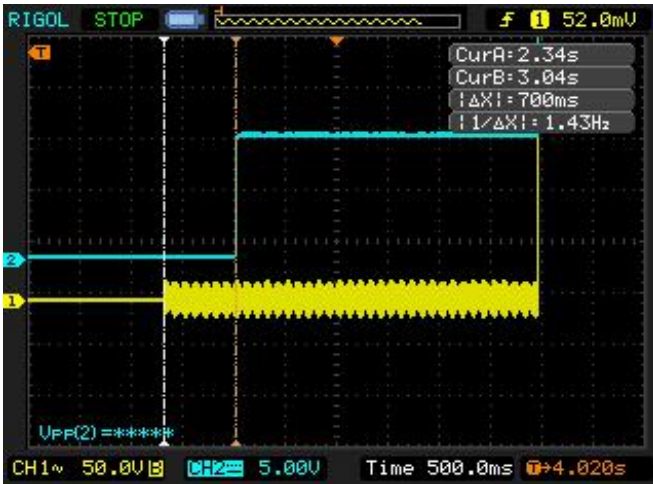 RIGOL STOP 1 52.0mV
T
CurA=2.34s
CurB=3.04s
|ΔX|=700ms
|1/ΔX|=1.43Hz
2
1
Vpp(2)=*****
CH1~ 50.0V B CH2 5.00V Time 500.0ms T→4.020s